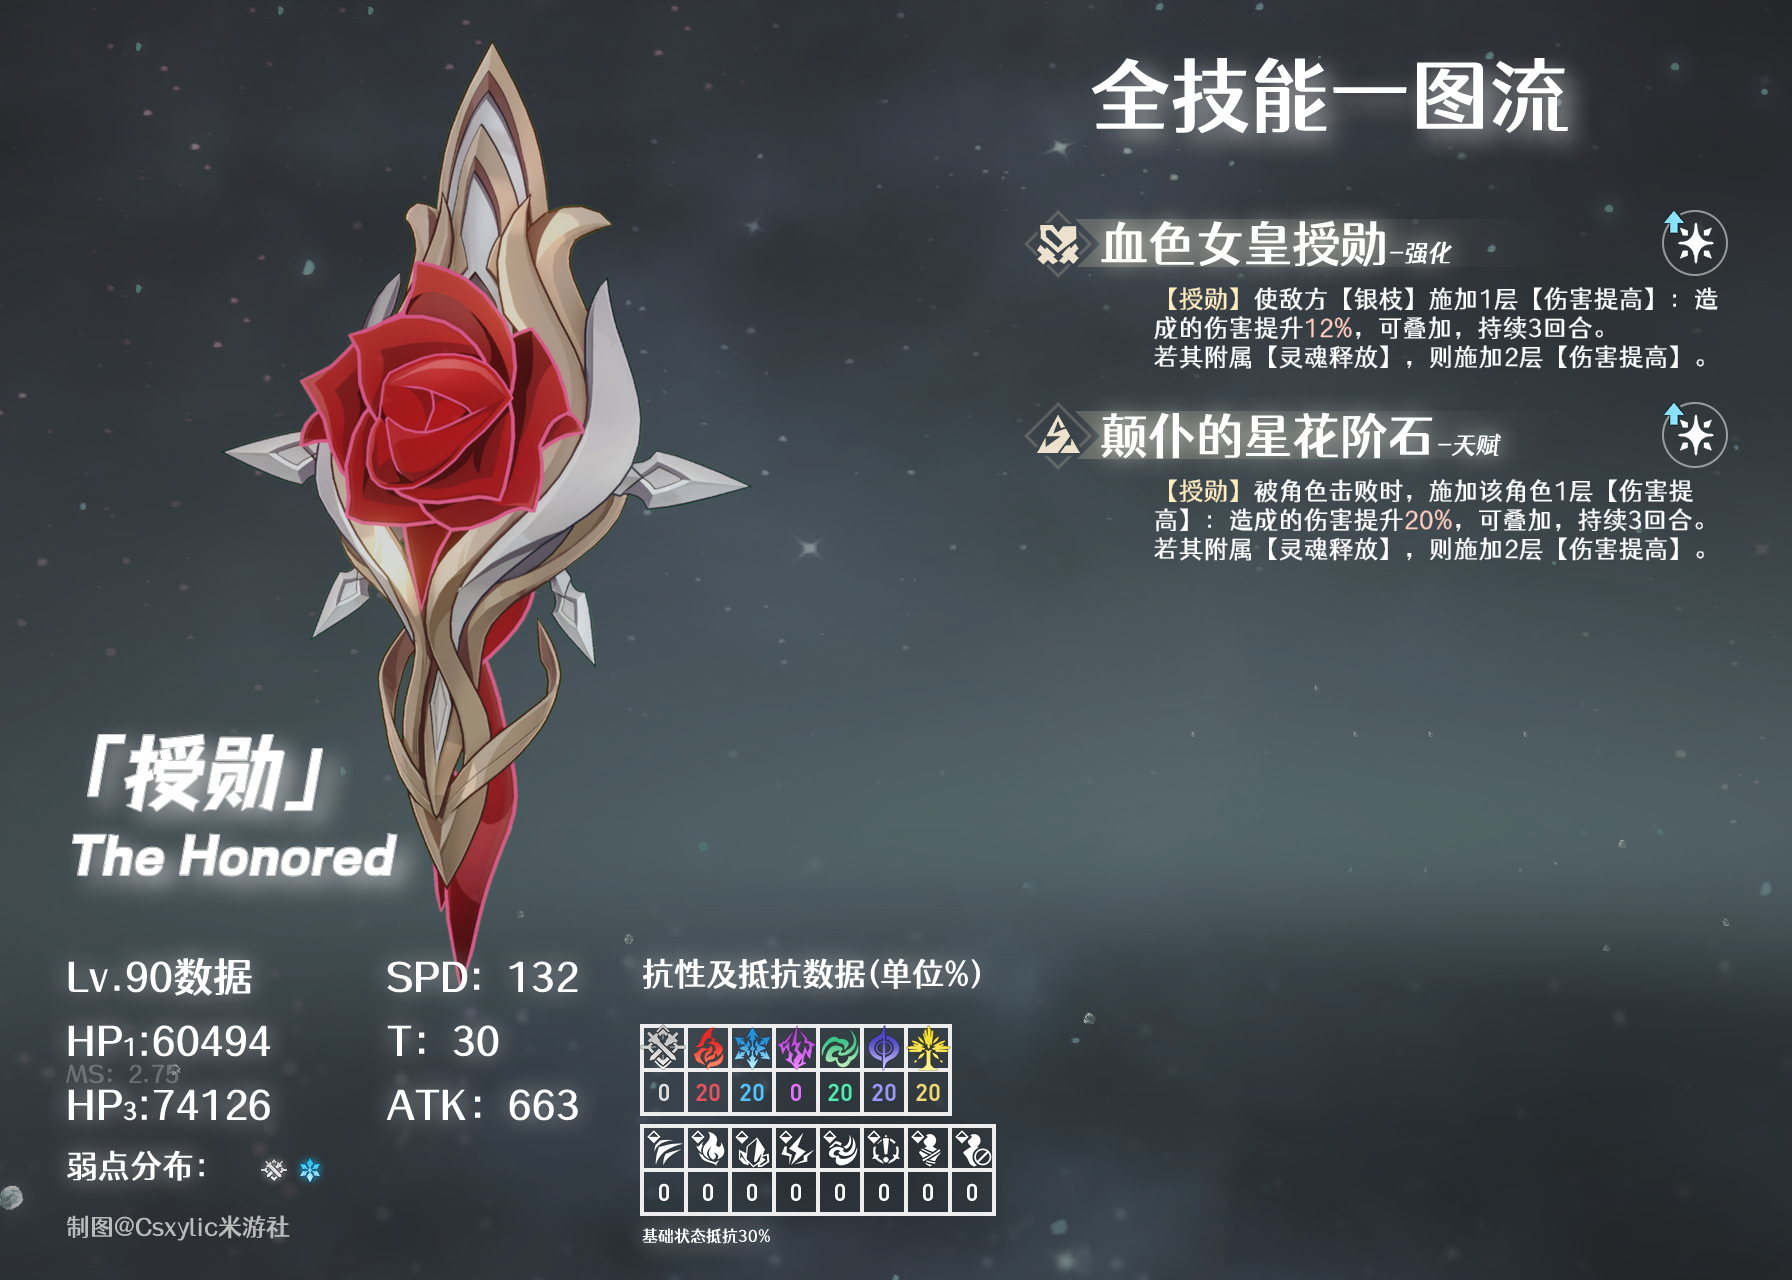 全技能一图流
血色女皇授勋-强化
【授勋】使敌方【银枝】施加1层【伤害提高】：造
成的伤害提升12%，可叠加，持续3回合。
若其附属【灵魂释放】，则施加2层【伤害提高】。
颠仆的星花阶石-天赋
【授勋】被角色击败时，施加该角色1层【伤害提
高】：造成的伤害提升20%，可叠加，持续3回合。
若其附属【灵魂释放】，则施加2层【伤害提高】。
「授勋」
The Honored
Lv.90数据
SPD：132
HP1:60494
T：30
MS：2.75
HP3:74126
ATK：663
弱点分布：
制图@Csxylic米游社
抗性及抵抗数据(单位%)
0 20 20 0 20 20 20
0 0 0 0 0 0 0 0
基础状态抵抗30%